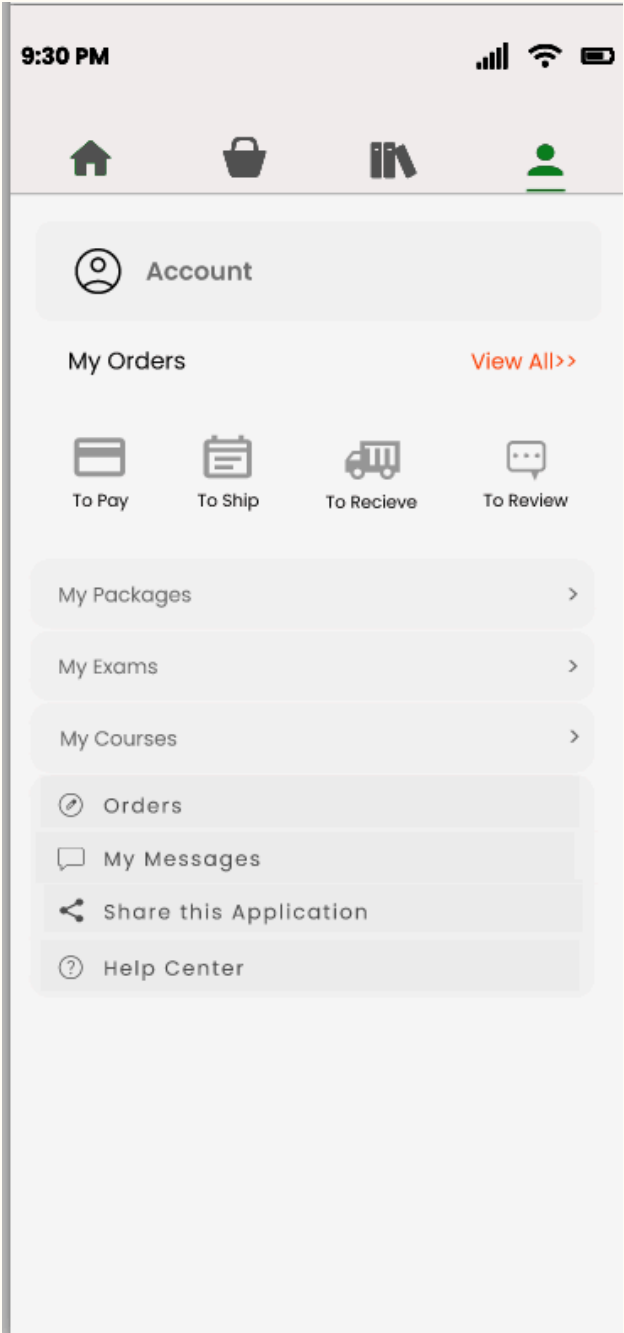 9:30 PM
Account
My Orders View All>>
To Pay To Ship To Recieve To Review
My Packages >
My Exams >
My Courses >
Orders
My Messages
Share this Application
Help Center